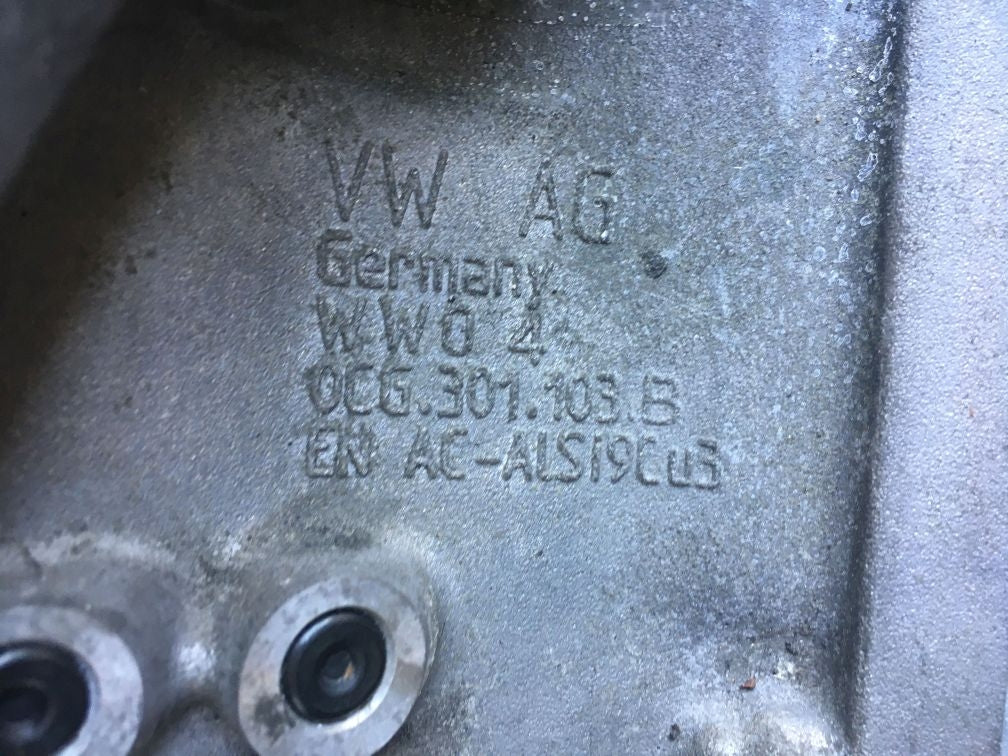 VW AG
Germany.
WWO 4
0CG.301.103.B
EN AC-ALSi9Cu3